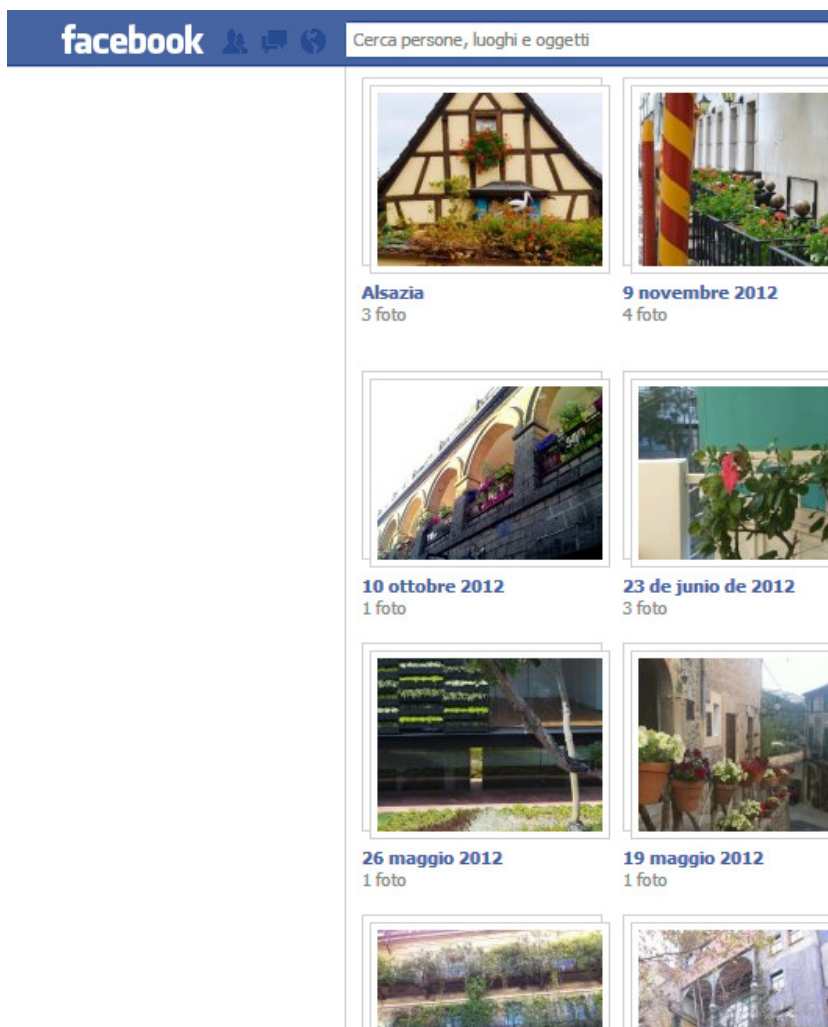 facebook Cerca persone, luoghi e oggetti
Alsazia 9 novembre 2012
3 foto 4 foto
10 ottobre 2012 23 de junio de 2012
1 foto 3 foto
26 maggio 2012 19 maggio 2012
1 foto 1 foto